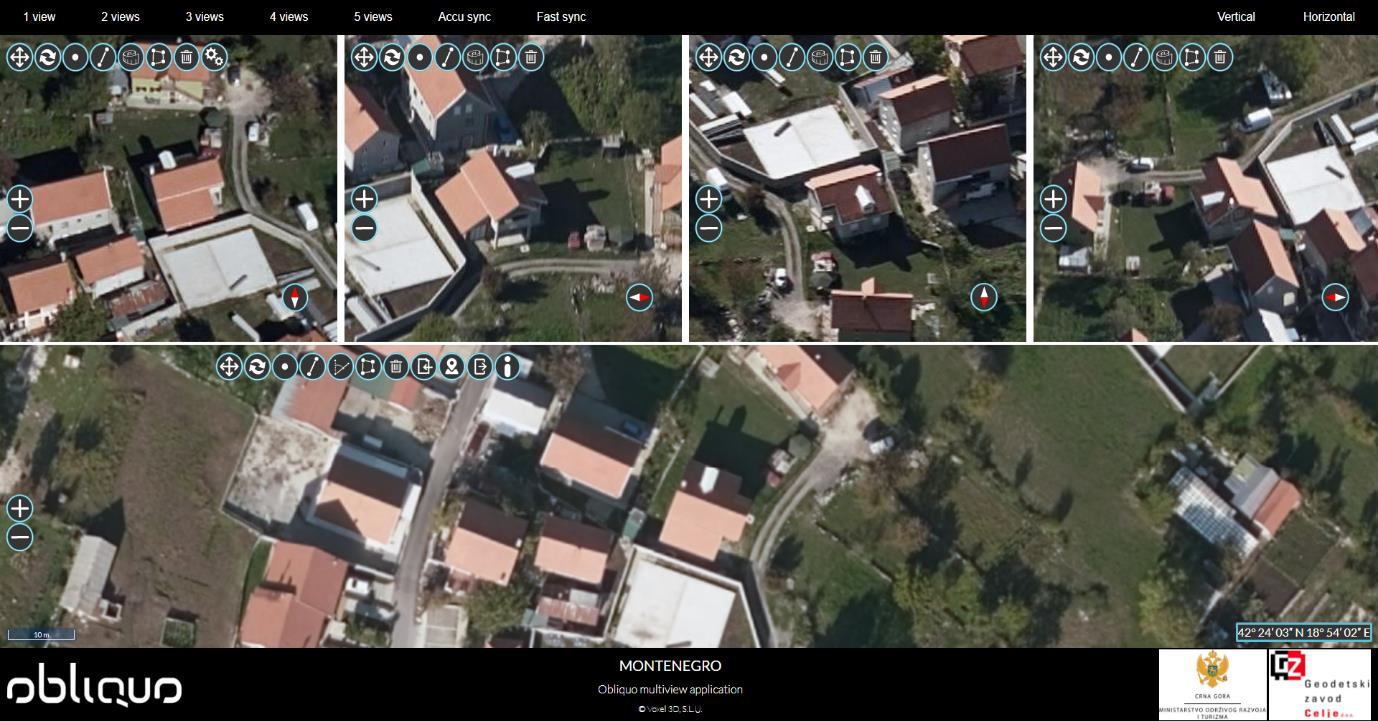 1 view 2 views 3 views 4 views 5 views Accu sync Fast sync Vertical Horizontal
10 m
42° 24' 03'' N 18° 54' 02'' E
obliquo
MONTENEGRO
Obliquo multiview application
© Voxel 3D, S.L.U.
CRNA GORA
MINISTARSTVO ODRŽIVOG RAZVOJA
I TURIZMA
GZ
Geodetski
zavod
Celje d.o.o.